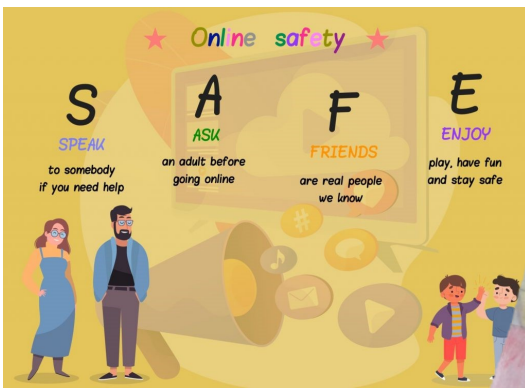 Online safety
S
SPEAK
to somebody
if you need help
A
ASK
an adult before
going online
F
FRIENDS
are real people
we know
E
ENJOY
play, have fun
and stay safe
#